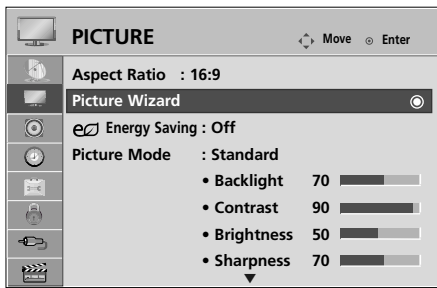 PICTURE Move Enter
Aspect Ratio : 16:9
Picture Wizard
Energy Saving : Off
Picture Mode : Standard
• Backlight 70
• Contrast 90
• Brightness 50
• Sharpness 70